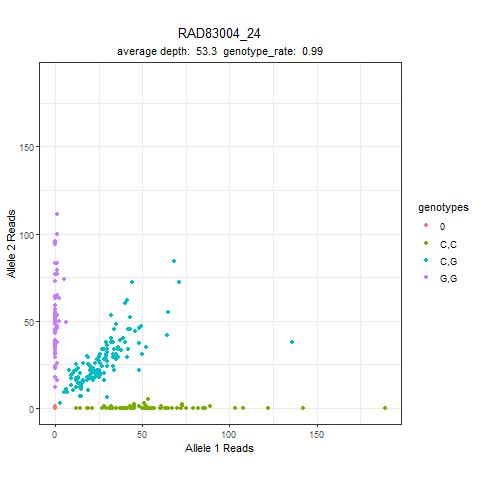 RAD83004_24
average depth: 53.3 genotype_rate: 0.99
Allele 2 Reads
150
100
50
0
0 50 100 150
Allele 1 Reads
genotypes
0
C,C
C,G
G,G